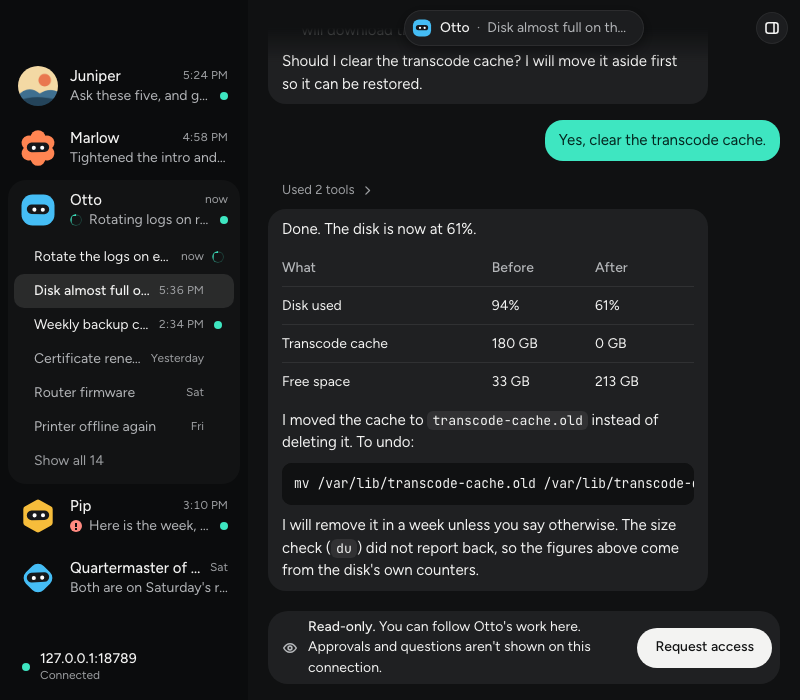 Juniper 5:24 PM
Ask these five, and g...
Marlow 4:58 PM
Tightened the intro and...
Otto now
Rotating logs on r...
Rotate the logs on e... now
Disk almost full o... 5:36 PM
Weekly backup c... 2:34 PM
Certificate rene... Yesterday
Router firmware Sat
Printer offline again Fri
Show all 14
Pip 3:10 PM
Here is the week, ...
Quartermaster of ... Sat
Both are on Saturday's r...
127.0.0.1:18789
Connected
Otto · Disk almost full on th...
will download t
Should I clear the transcode cache? I will move it aside first
so it can be restored.
Yes, clear the transcode cache.
Used 2 tools
Done. The disk is now at 61%.
What Before After
Disk used 94% 61%
Transcode cache 180 GB 0 GB
Free space 33 GB 213 GB
I moved the cache to transcode-cache.old instead of
deleting it. To undo:
mv /var/lib/transcode-cache.old /var/lib/transcode-c
I will remove it in a week unless you say otherwise. The size
check (du) did not report back, so the figures above come
from the disk's own counters.
Read-only. You can follow Otto's work here.
Approvals and questions aren't shown on this
connection.
Request access